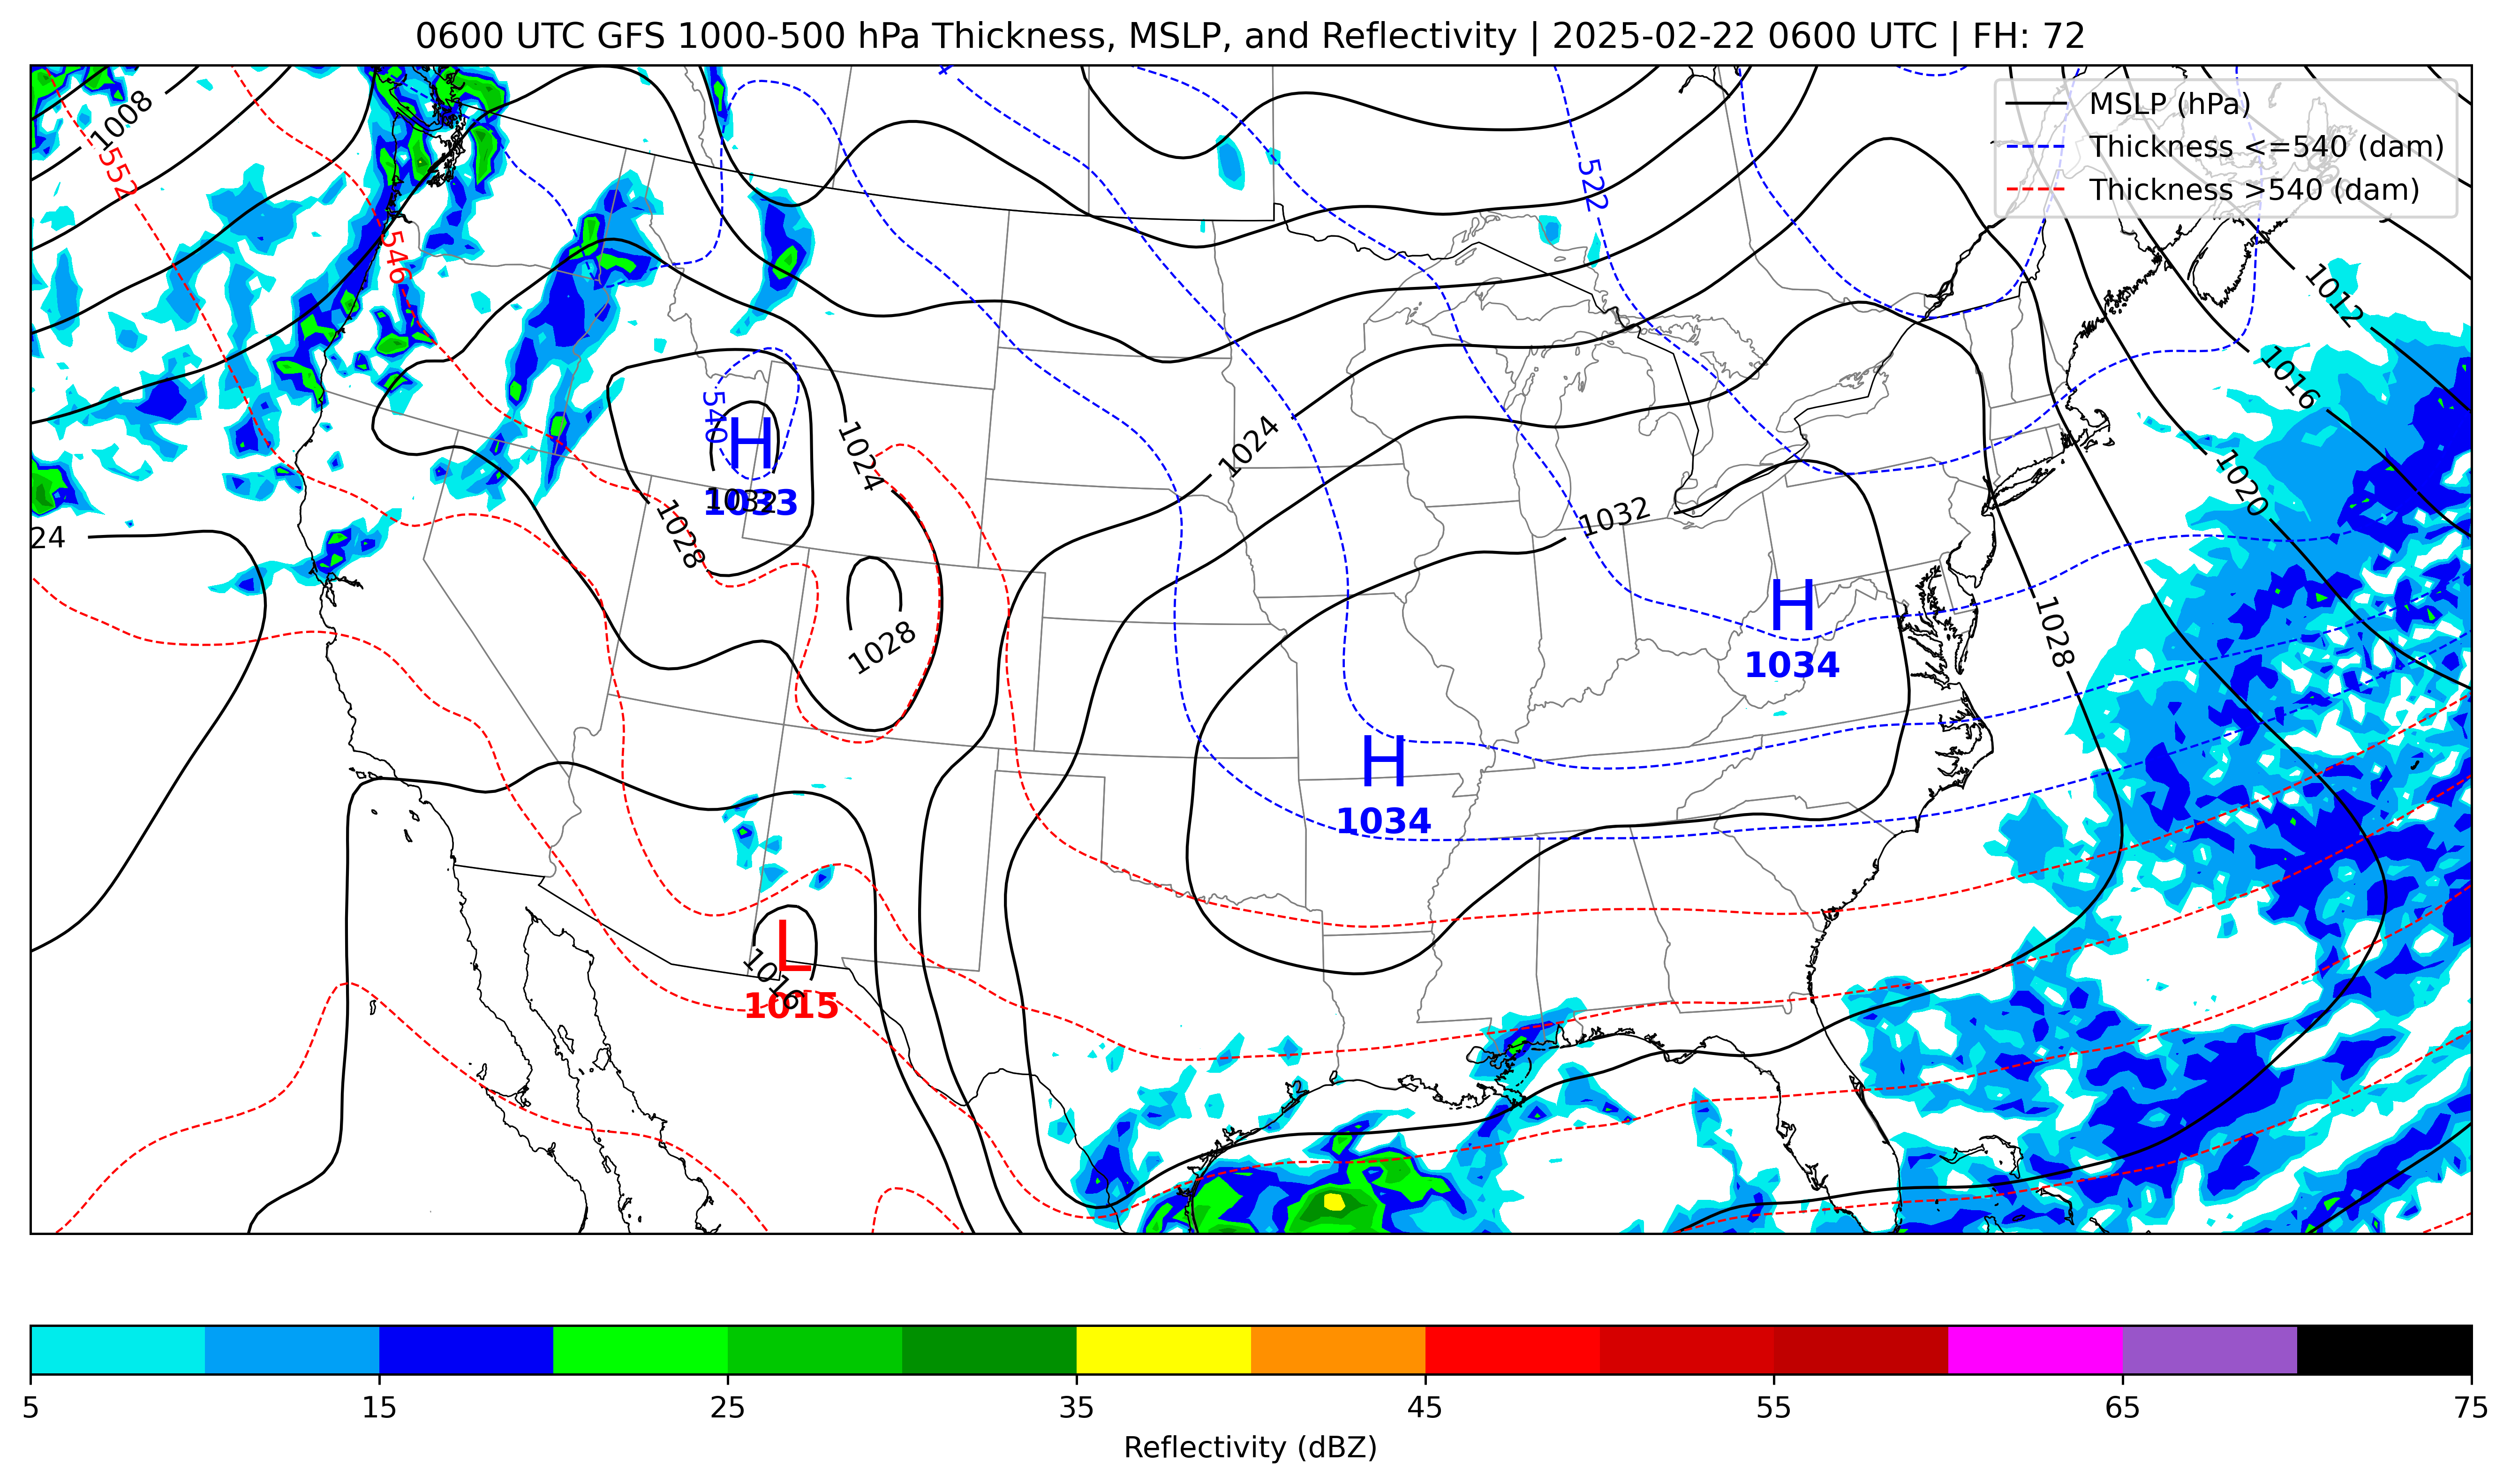 0600 UTC GFS 1000-500 hPa Thickness, MSLP, and Reflectivity | 2025-02-22 0600 UTC | FH: 72
MSLP (hPa)
Thickness <=540 (dam)
Thickness >540 (dam)
1008
552
522
546
1012
1016
540
H
1033
1032
1024
1024
1020
24
1028
1032
1028
H
1034
1028
H
1034
L
1016
1015
5 15 25 35 45 55 65 75
Reflectivity (dBZ)